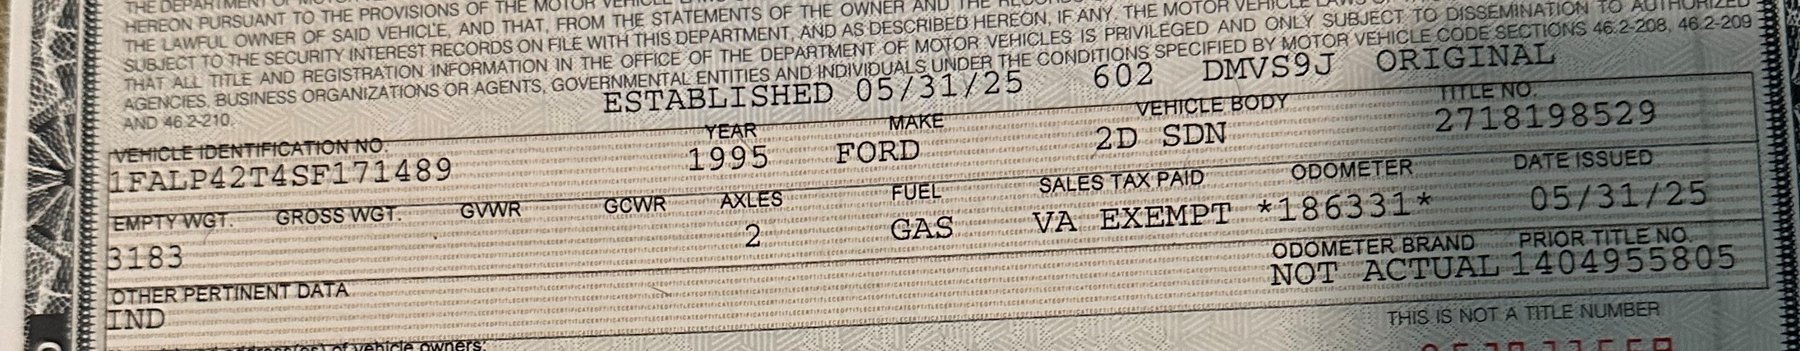 HEREON PURSUANT TO THE PROVISIONS OF THE MOTOR VEHICLE
THE LAWFUL OWNER OF SAID VEHICLE, AND THAT, FROM THE STATEMENTS OF THE OWNER AND THE
SUBJECT TO THE SECURITY INTEREST RECORDS ON FILE WITH THIS DEPARTMENT, AND AS DESCRIBED HEREON, IF ANY. THE MOTOR VEHICLE LAWS
THAT ALL TITLE AND REGISTRATION INFORMATION IN THE OFFICE OF THE DEPARTMENT OF MOTOR VEHICLES IS PRIVILEGED AND ONLY SUBJECT TO DISSEMINATION TO AUTHORIZED
AGENCIES, BUSINESS ORGANIZATIONS OR AGENTS, GOVERNMENTAL ENTITIES AND INDIVIDUALS UNDER THE CONDITIONS SPECIFIED BY MOTOR VEHICLE CODE SECTIONS 46.2-208, 46.2-209
AND 46.2-210.
ESTABLISHED 05/31/25 602 DMVS9J ORIGINAL
VEHICLE IDENTIFICATION NO. YEAR MAKE VEHICLE BODY TITLE NO.
1FALP42T4SF171489 1995 FORD 2D SDN 2718198529
EMPTY WGT. GROSS WGT. GVWR GCWR AXLES FUEL SALES TAX PAID ODOMETER DATE ISSUED
3183 2 GAS VA EXEMPT *186331* 05/31/25
ODOMETER BRAND PRIOR TITLE NO.
NOT ACTUAL 1404955805
OTHER PERTINENT DATA
IND
THIS IS NOT A TITLE NUMBER
of vehicle owners: